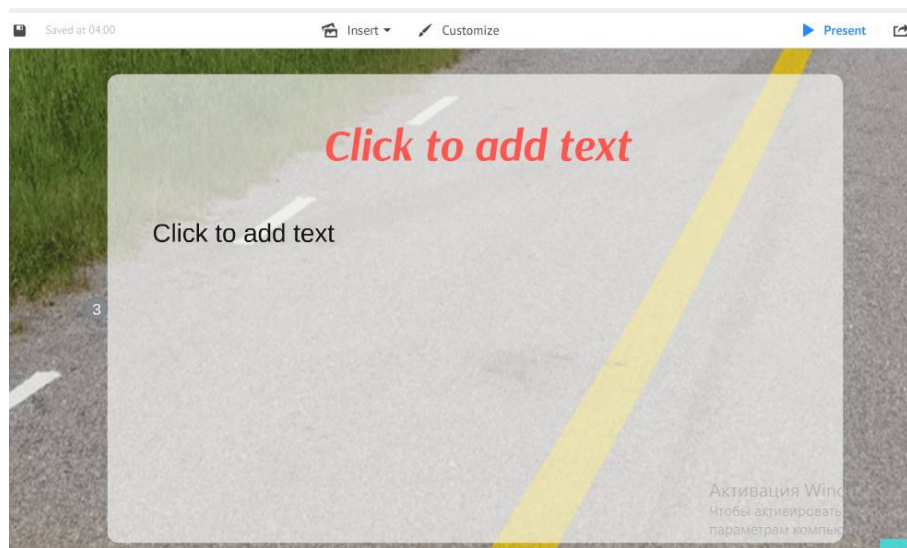 Saved at 04:00 Insert Customize Present
Click to add text
Click to add text
3
Активация Wind
Чтобы активировать
параметрам компью